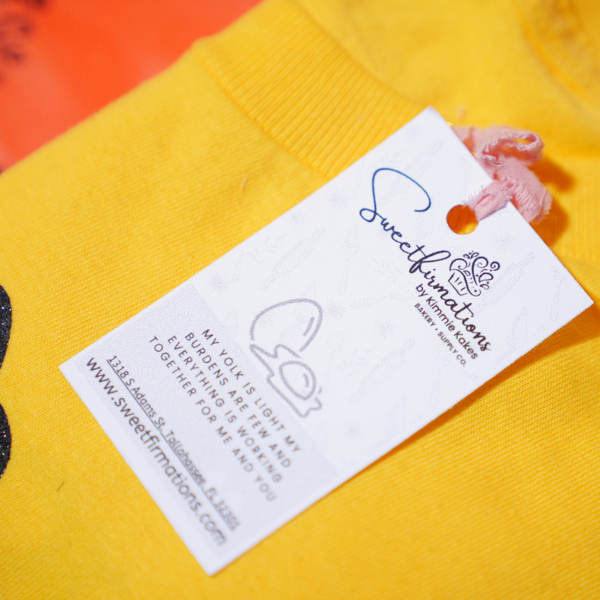 Sweetfirmations
by Kimmie Kakes
BAKERY • SUPPLY CO.
MY YOLK IS LIGHT MY
BURDENS ARE FEW AND
EVERYTHING IS WORKING
TOGETHER FOR ME AND YOU
1318 S Adams St, Tallahassee, FL 32301
www.sweetfirmations.com